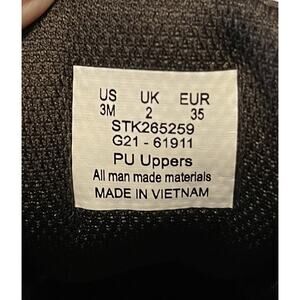 US UK EUR
3M 2 35
STK265259
G21 - 61911
PU Uppers
All man made materials
MADE IN VIETNAM